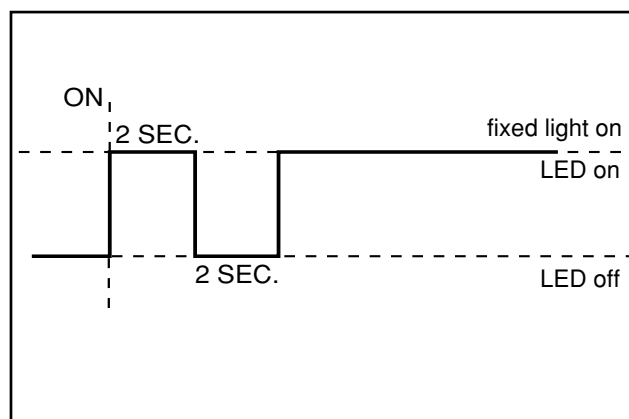 ON
2 SEC.
fixed light on
LED on
2 SEC.
LED off